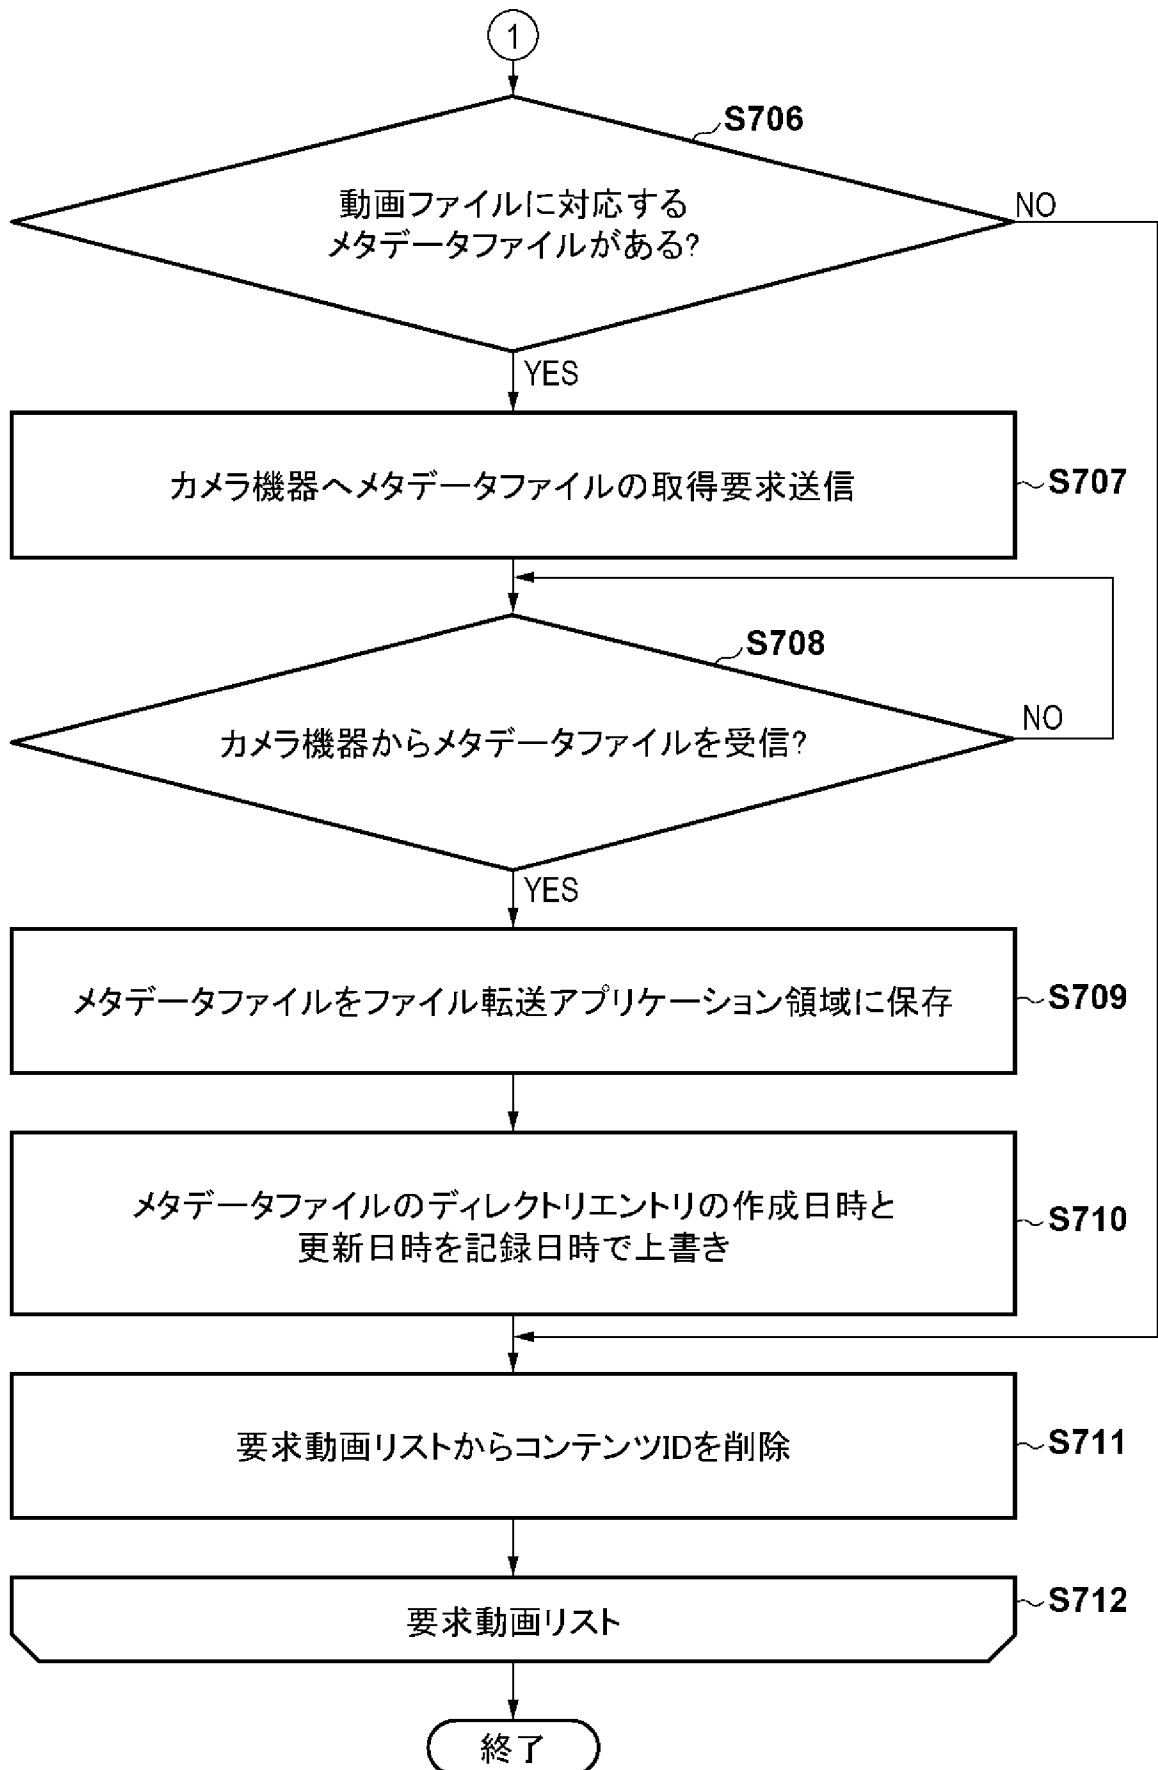 1
S706
動画ファイルに対応する
メタデータファイルがある?
NO
YES
カメラ機器へメタデータファイルの取得要求送信
S707
S708
カメラ機器からメタデータファイルを受信?
NO
YES
メタデータファイルをファイル転送アプリケーション領域に保存
S709
メタデータファイルのディレクトリエントリの作成日時と
更新日時を記録日時で上書き
S710
要求動画リストからコンテンツIDを削除
S711
要求動画リスト
S712
終了